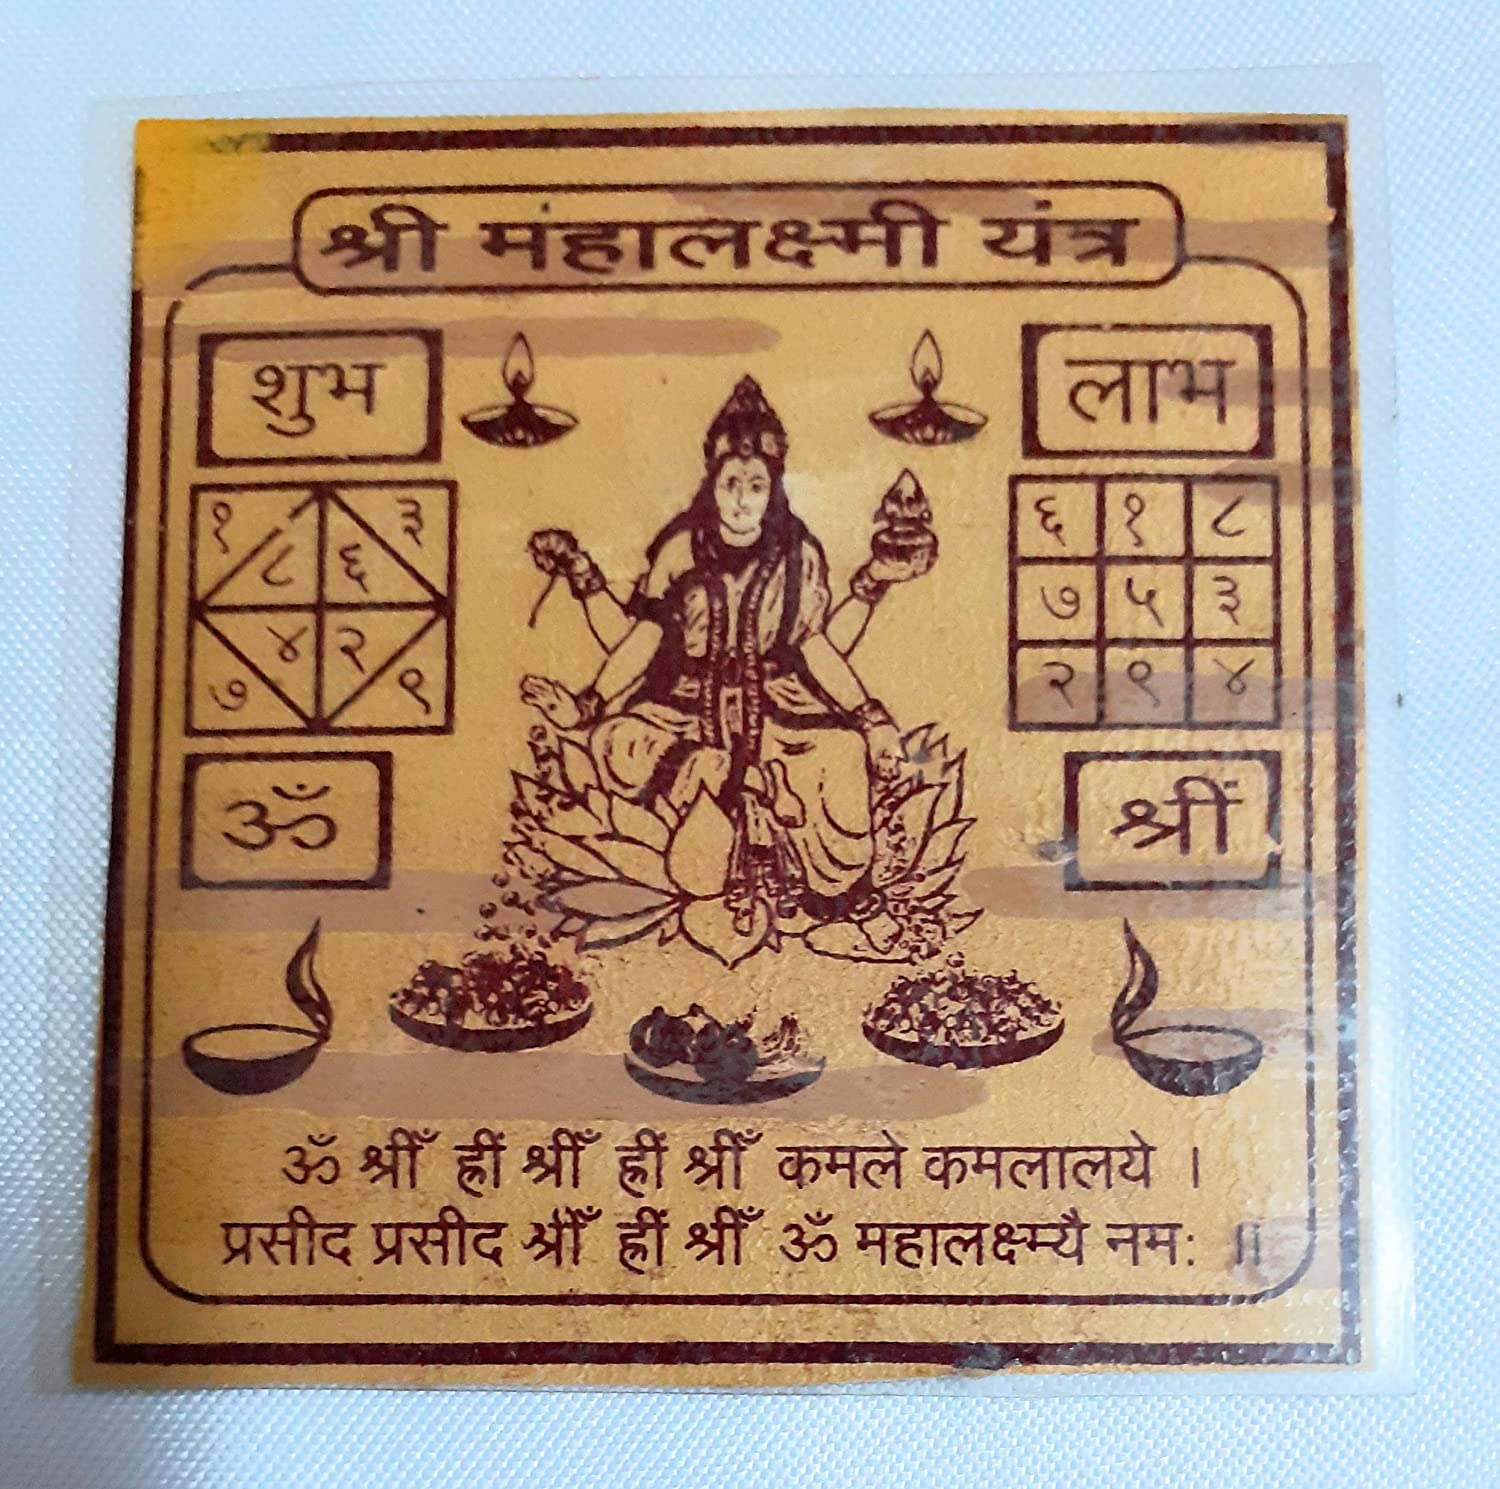 श्री मंहालक्ष्मी यंत्र
शुभ
लाभ
१ ३
८ ६
४ २
७ ९
६ १ ८
७ ५ ३
२ ९ ४
ॐ
श्रीं
ॐ श्रीँ ह्रीं श्रीँ ह्रीं श्रीँ कमले कमलालये ।
प्रसीद प्रसीद श्रीँ ह्रीं श्रीँ ॐ महालक्ष्म्यै नम: ॥